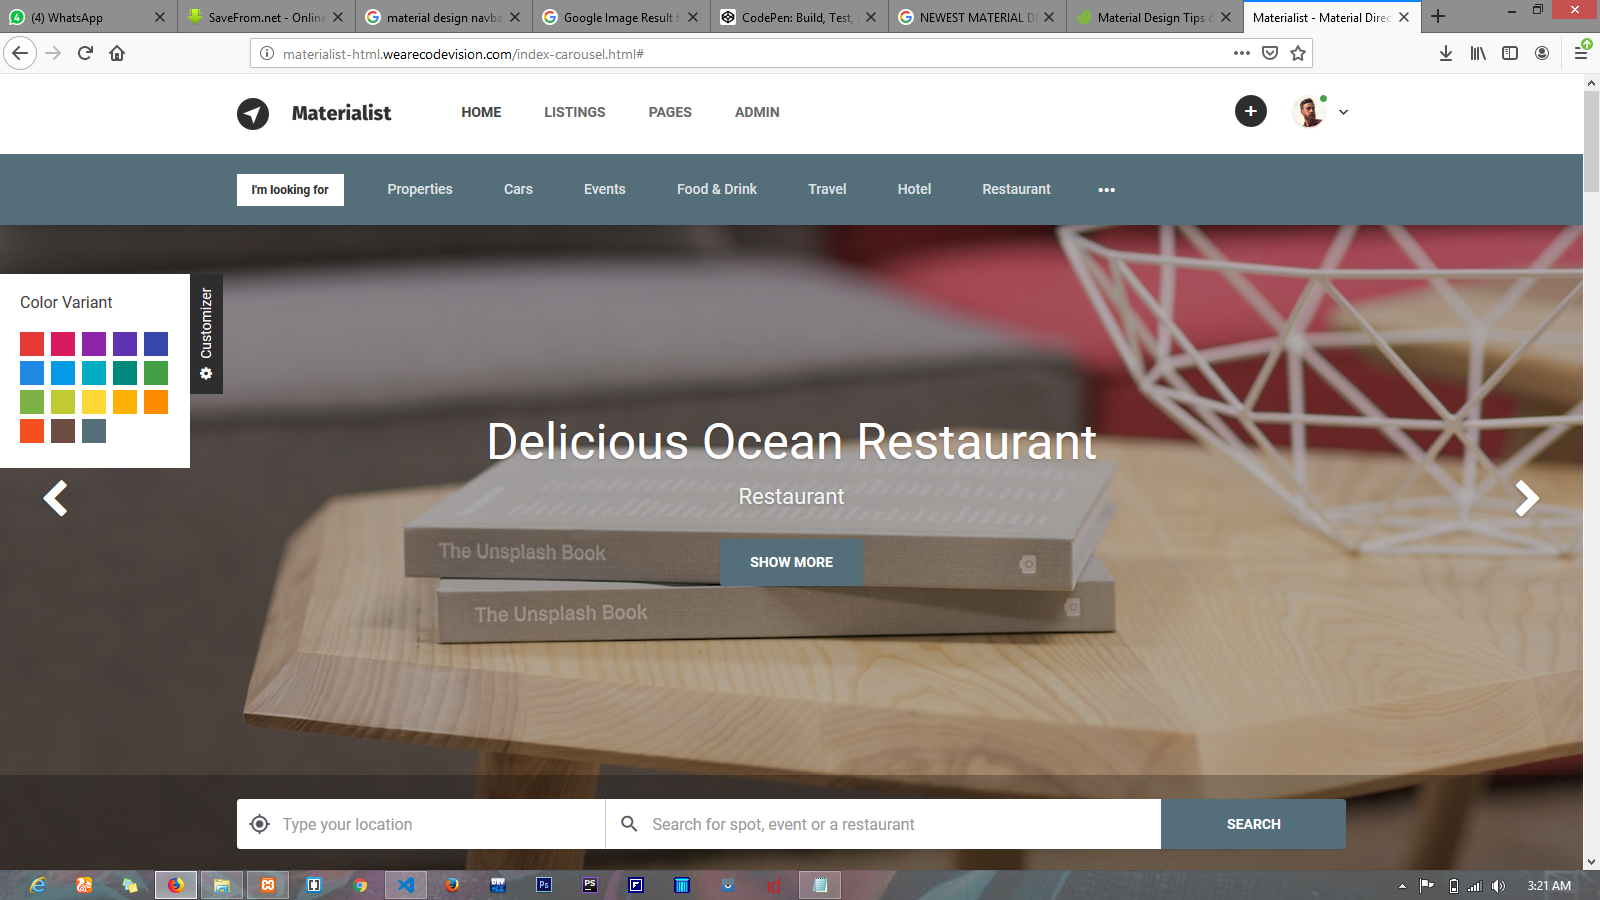 (4) WhatsApp
SaveFrom.net - Online
material design navba
Google Image Result f
CodePen: Build, Test,
NEWEST MATERIAL D
Material Design Tips &
Materialist - Material Direc
materialist-html.wearecodevision.com/index-carousel.html#
Materialist
HOME
LISTINGS
PAGES
ADMIN
I'm looking for
Properties
Cars
Events
Food & Drink
Travel
Hotel
Restaurant
Color Variant
Customizer
Delicious Ocean Restaurant
Restaurant
The Unsplash Book
SHOW MORE
The Unsplash Book
Type your location
Search for spot, event or a restaurant
SEARCH
3:21 AM